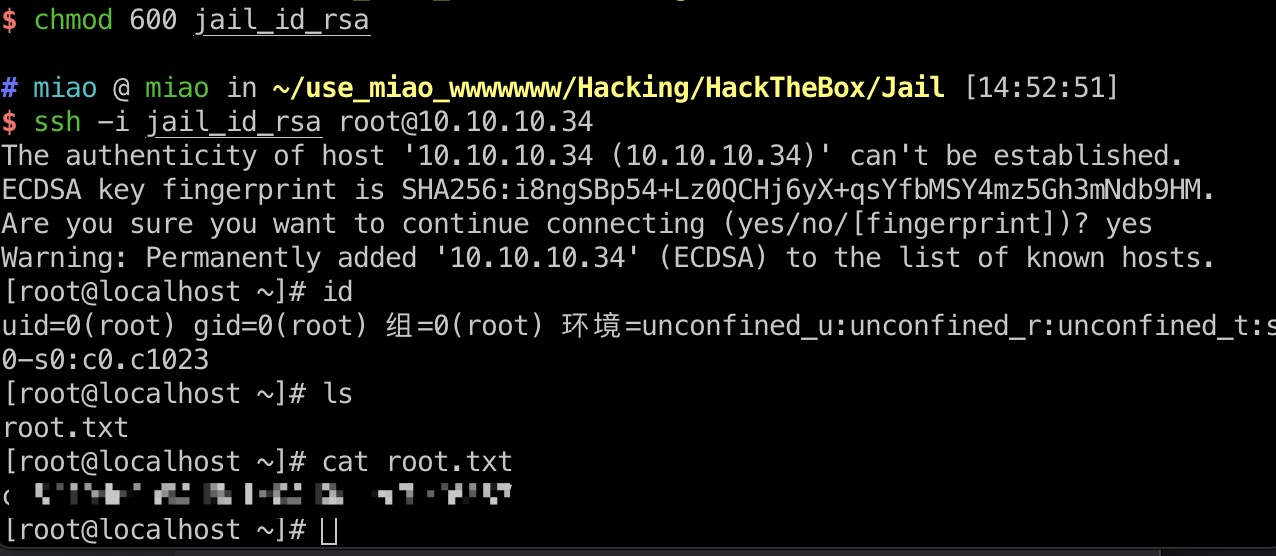 $ chmod 600 jail_id_rsa
# miao @ miao in ~/use_miao_wwwwwww/Hacking/HackTheBox/Jail [14:52:51]
$ ssh -i jail_id_rsa root@10.10.10.34
The authenticity of host '10.10.10.34 (10.10.10.34)' can't be established.
ECDSA key fingerprint is SHA256:i8ngSBp54+Lz0QCHj6yX+qsYfbMSY4mz5Gh3mNdb9HM.
Are you sure you want to continue connecting (yes/no/[fingerprint])? yes
Warning: Permanently added '10.10.10.34' (ECDSA) to the list of known hosts.
[root@localhost ~]# id
uid=0(root) gid=0(root) 组=0(root) 环境=unconfined_u:unconfined_r:unconfined_t:s
0-s0:c0.c1023
[root@localhost ~]# ls
root.txt
[root@localhost ~]# cat root.txt
[root@localhost ~]#